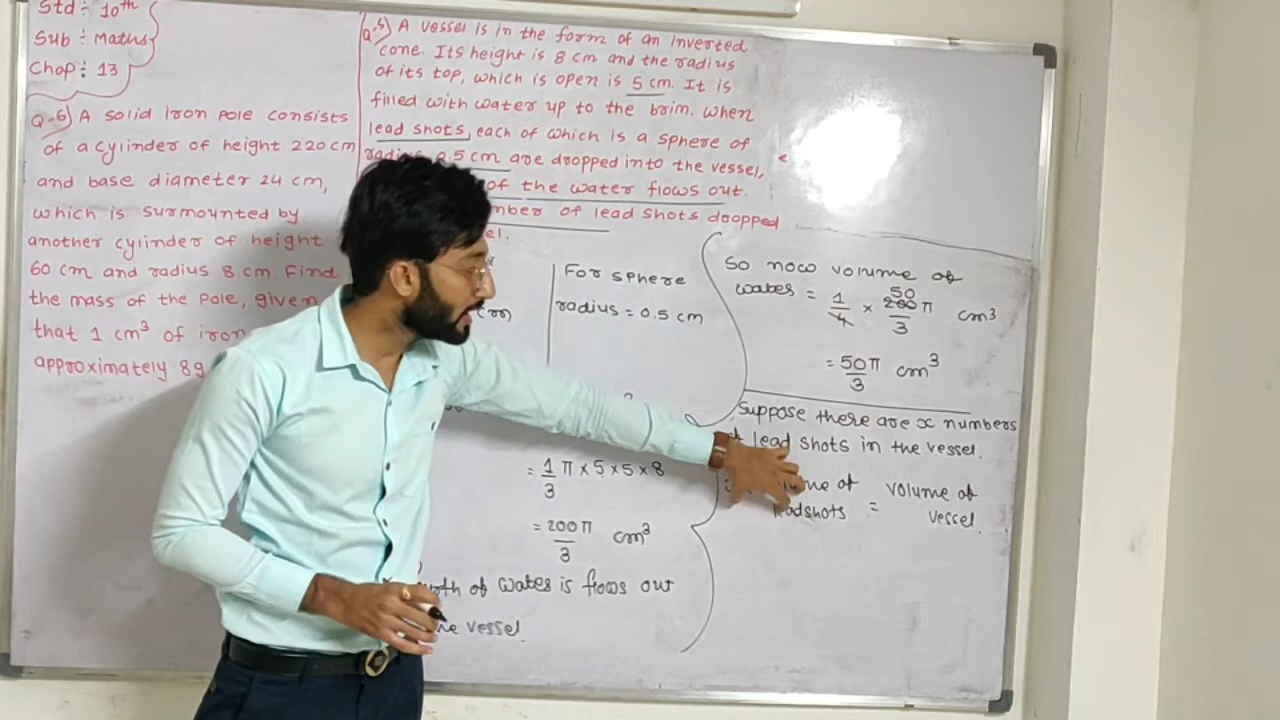 Std : 10th
Sub : Maths
Chap : 13
Q-6) A solid iron pole consists
of a cylinder of height 220 cm
and base diameter 24 cm,
which is surmounted by
another cylinder of height
60 cm and radius 8 cm. Find
the mass of the pole, given
that 1 cm³ of iron
approximately 8g
Q-5) A vessel is in the form of an inverted
cone. Its height is 8 cm and the radius
of its top, which is open is 5 cm. It is
filled with water up to the brim. When
lead shots, each of which is a sphere of
radius 0.5 cm are dropped into the vessel,
of the water flows out.
of lead shots dropped
For sphere
radius = 0.5 cm
= 1/3 π × 5 × 5 × 8
= 200π/3 cm³
of water is flows out
vessel.
So now volume of
water = 1/4 × 200π/3 cm³
50
= 50π/3 cm³
Suppose there are x numbers
lead shots in the vessel.
of volume of
= vessel.